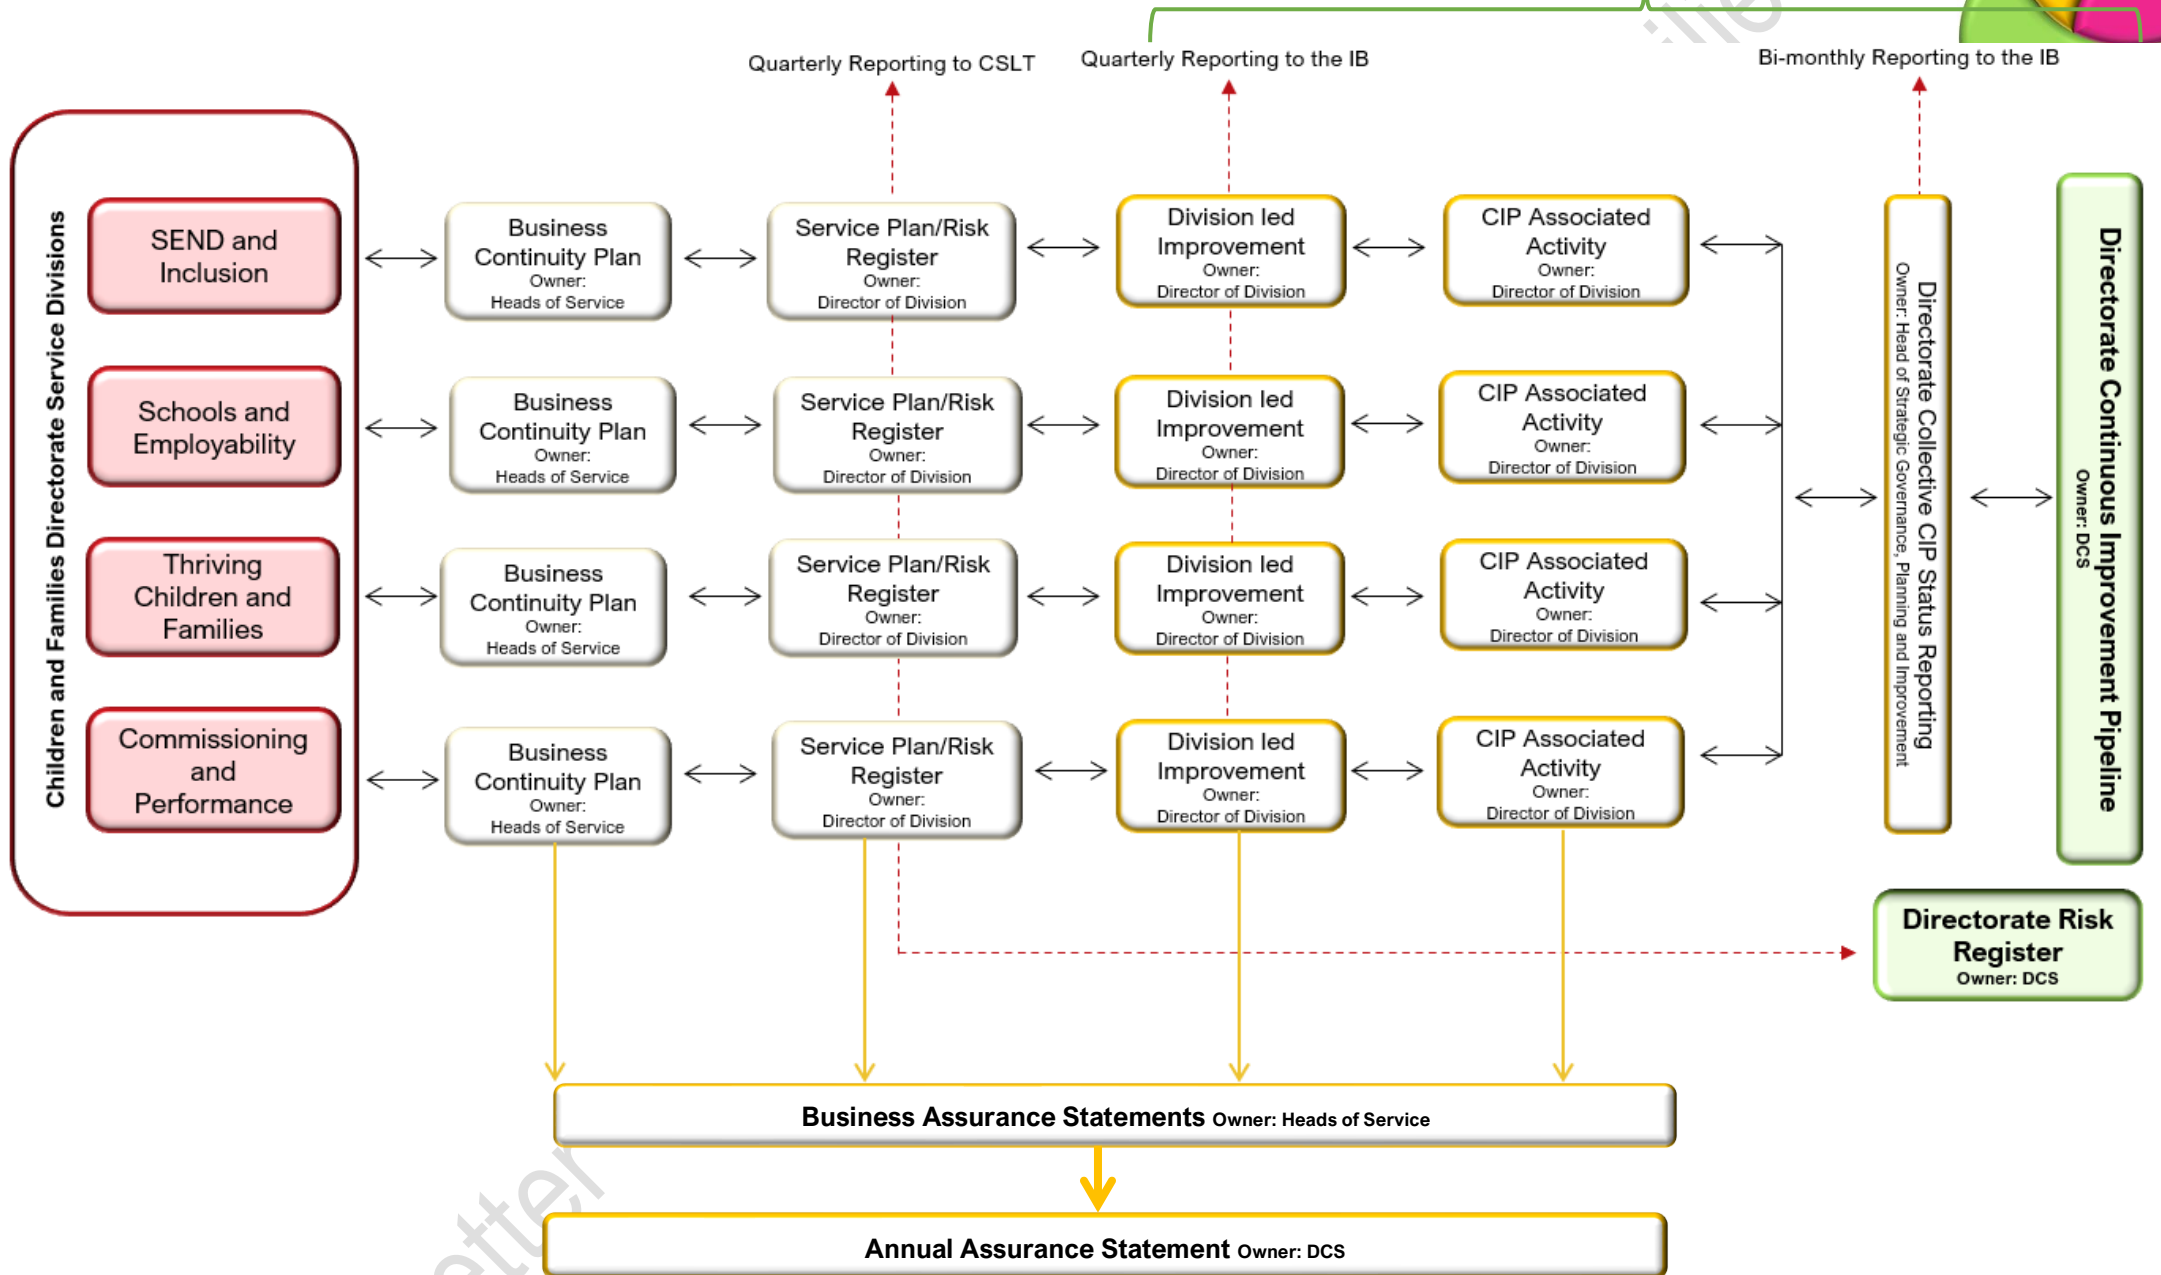 Quarterly Reporting to CSLT
Quarterly Reporting to the IB
Bi-monthly Reporting to the IB
Children and Families Directorate Service Divisions
SEND and
Inclusion
Business
Continuity Plan
Owner:
Heads of Service
Service Plan/Risk
Register
Owner:
Director of Division
Division led
Improvement
Owner:
Director of Division
CIP Associated
Activity
Owner:
Director of Division
Schools and
Employability
Business
Continuity Plan
Owner:
Heads of Service
Service Plan/Risk
Register
Owner:
Director of Division
Division led
Improvement
Owner:
Director of Division
CIP Associated
Activity
Owner:
Director of Division
Thriving
Children and
Families
Business
Continuity Plan
Owner:
Heads of Service
Service Plan/Risk
Register
Owner:
Director of Division
Division led
Improvement
Owner:
Director of Division
CIP Associated
Activity
Owner:
Director of Division
Commissioning
and
Performance
Business
Continuity Plan
Owner:
Heads of Service
Service Plan/Risk
Register
Owner:
Director of Division
Division led
Improvement
Owner:
Director of Division
CIP Associated
Activity
Owner:
Director of Division
Directorate Collective CIP Status Reporting
Owner: Head of Strategic Governance, Planning and Improvement
Directorate Continuous Improvement Pipeline
Owner: DCS
Directorate Risk
Register
Owner: DCS
Business Assurance Statements Owner: Heads of Service
Annual Assurance Statement Owner: DCS